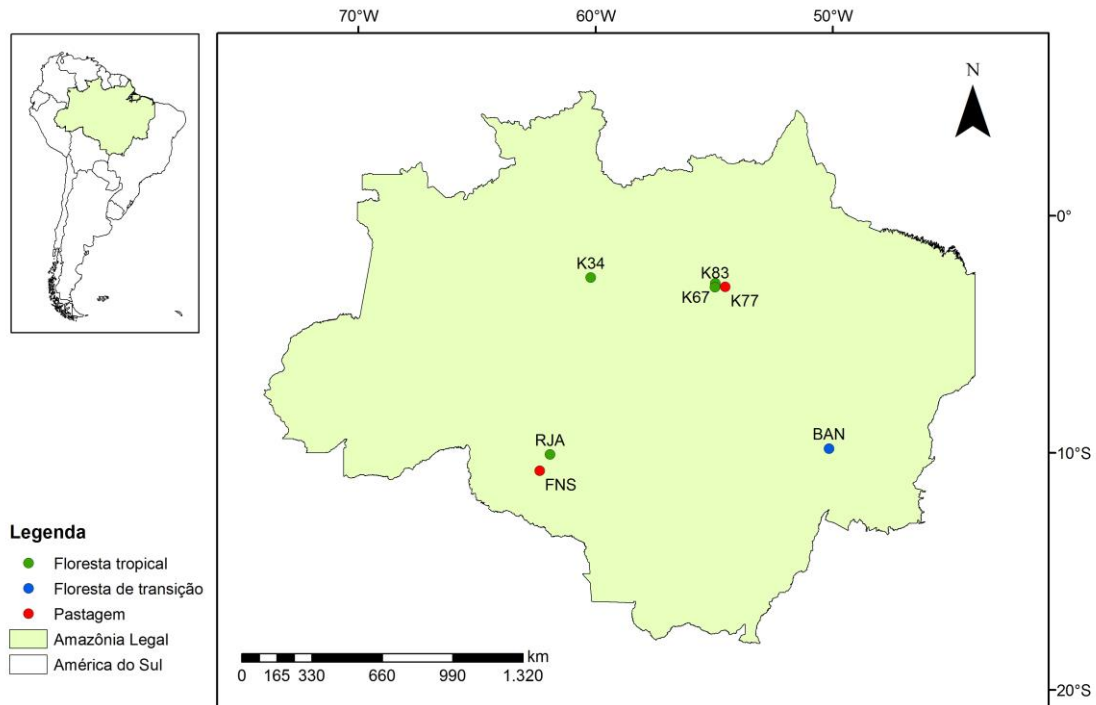 70°W 60°W 50°W
N
0°
K34
K83
K67 K77
RJA
BAN
FNS
10°S
Legenda
Floresta tropical
Floresta de transição
Pastagem
Amazônia Legal
América do Sul
km
0 165 330 660 990 1.320
20°S